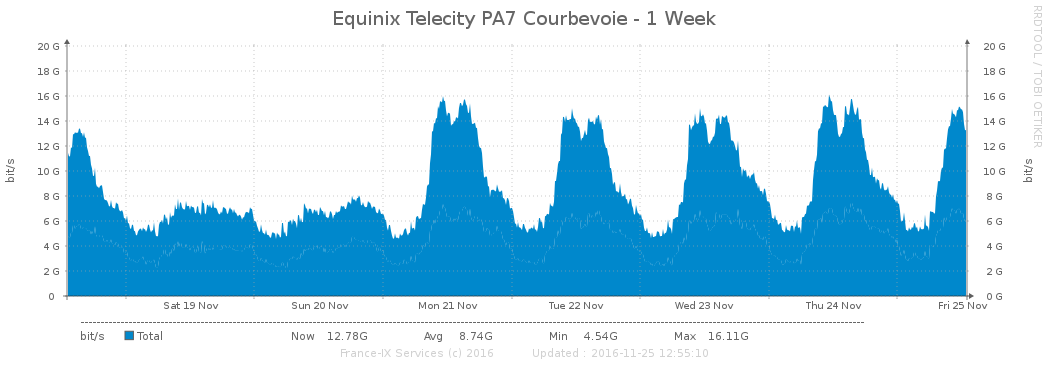 Equinix Telecity PA7 Courbevoie - 1 Week
RRDTOOL / TOBI OETIKER
bit/s
20 G 20 G
18 G 18 G
16 G 16 G
14 G 14 G
12 G 12 G
10 G 10 G
8 G 8 G
6 G 6 G
4 G 4 G
2 G 2 G
0 0 G
bit/s
Sat 19 Nov Sun 20 Nov Mon 21 Nov Tue 22 Nov Wed 23 Nov Thu 24 Nov Fri 25 Nov
bit/s Total Now 12.78G Avg 8.74G Min 4.54G Max 16.11G
France-IX Services (c) 2016 Updated : 2016-11-25 12:55:10